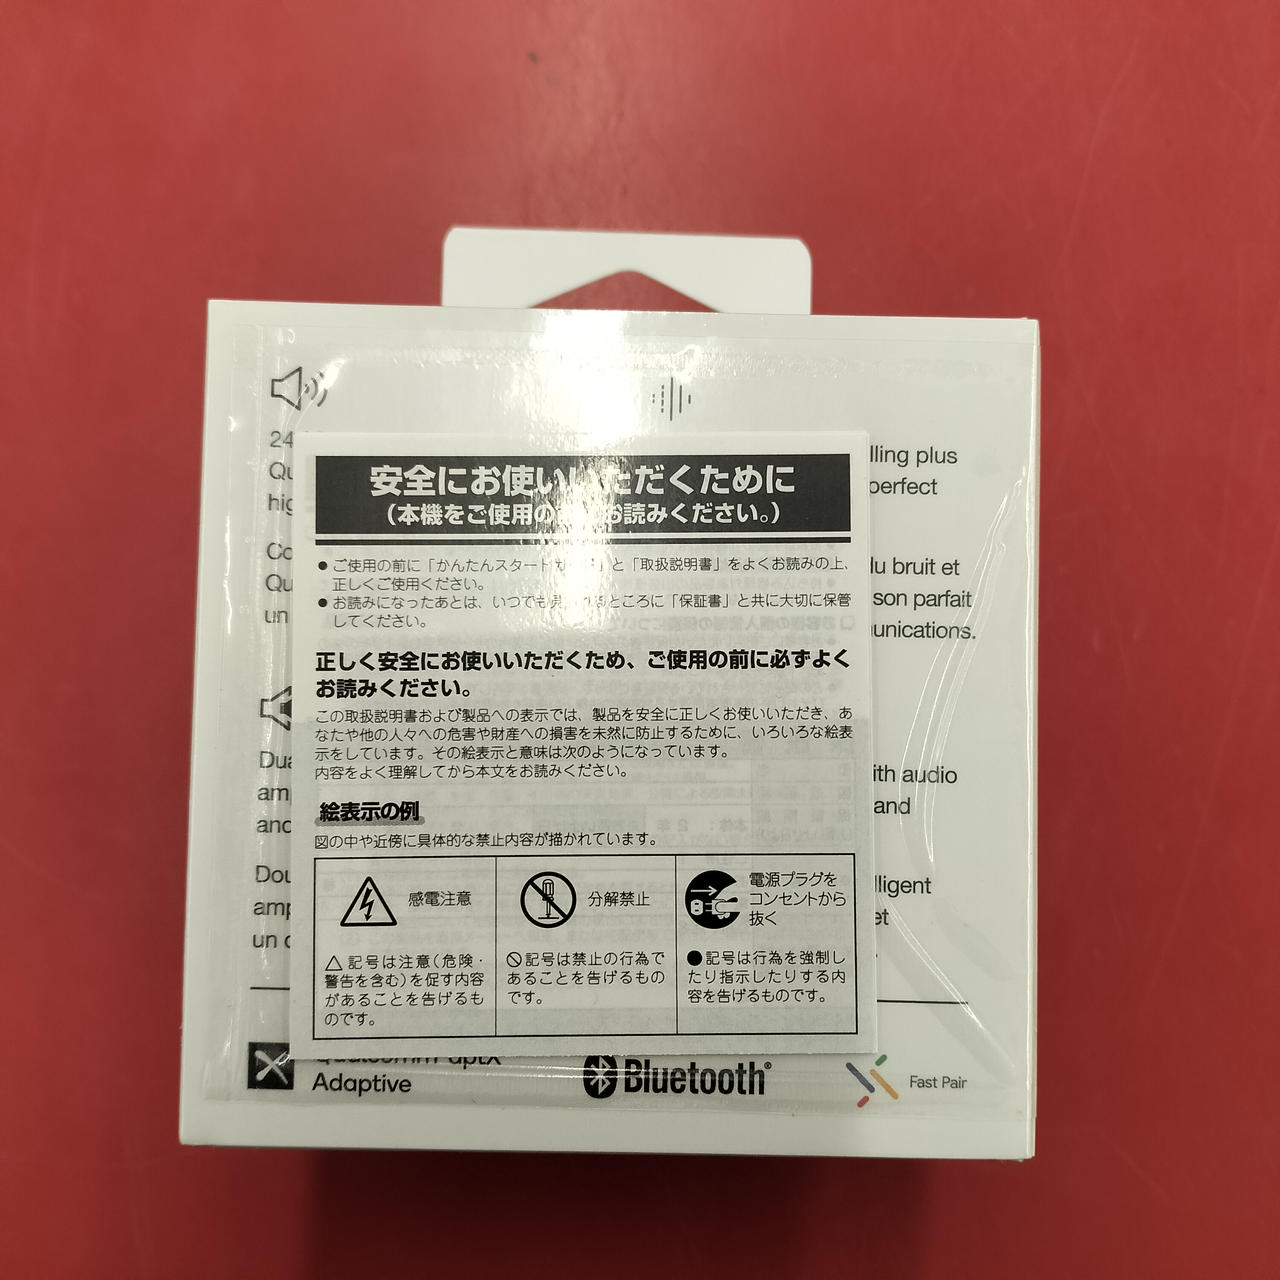 24
Qu
hig
Co
Qu
un
lling plus
perfect
du bruit et
son parfait
unications.
安全にお使いいただくために
(本機をご使用の前にお読みください。)
●ご使用の前に「かんたんスタートガイド」と「取扱説明書」をよくお読みの上、
正しくご使用ください。
●お読みになったあとは、いつでも見られるところに「保証書」と共に大切に保管
してください。
正しく安全にお使いいただくため、ご使用の前に必ずよく
お読みください。
この取扱説明書および製品への表示では、製品を安全に正しくお使いいただき、あ
なたや他の人々への危害や財産への損害を未然に防止するために、いろいろな絵表
示をしています。その絵表示と意味は次のようになっています。
内容をよく理解してから本文をお読みください。
絵表示の例
図の中や近傍に具体的な禁止内容が描かれています。
感電注意
△記号は注意(危険・
警告を含む)を促す内容
があることを告げるも
のです。
分解禁止
記号は禁止の行為で
あることを告げるもの
です。
電源プラグを
コンセントから
抜く
●記号は行為を強制し
たり指示したりする内
容を告げるものです。
Dua
amp
and
Dou
amp
un c
ith audio
and
lligent
et
Qualcomm aptX
Adaptive
Bluetooth®
Fast Pair